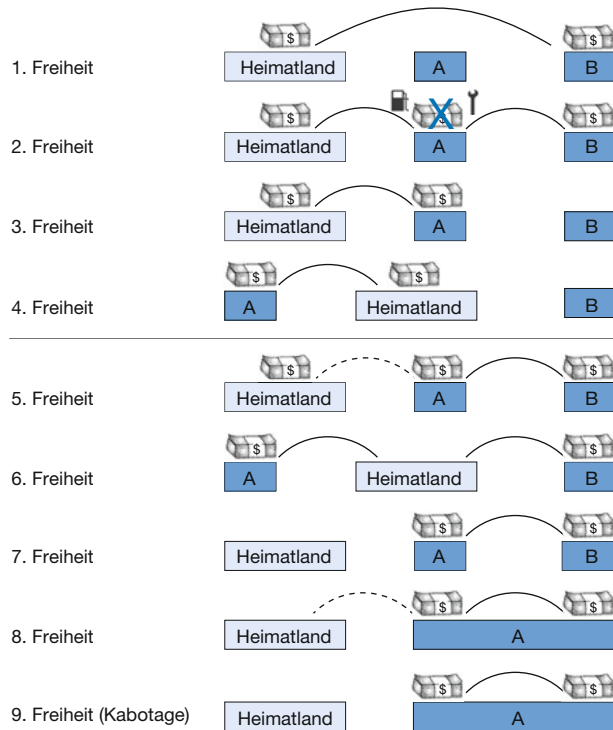 $ $
1. Freiheit Heimatland A B
$ $ $
2. Freiheit Heimatland A B
$ $
3. Freiheit Heimatland A B
$ $
4. Freiheit A Heimatland B
$ $ $
5. Freiheit Heimatland A B
$ $
6. Freiheit A Heimatland B
$ $
7. Freiheit Heimatland A B
$ $
8. Freiheit Heimatland A
$ $
9. Freiheit (Kabotage) Heimatland A